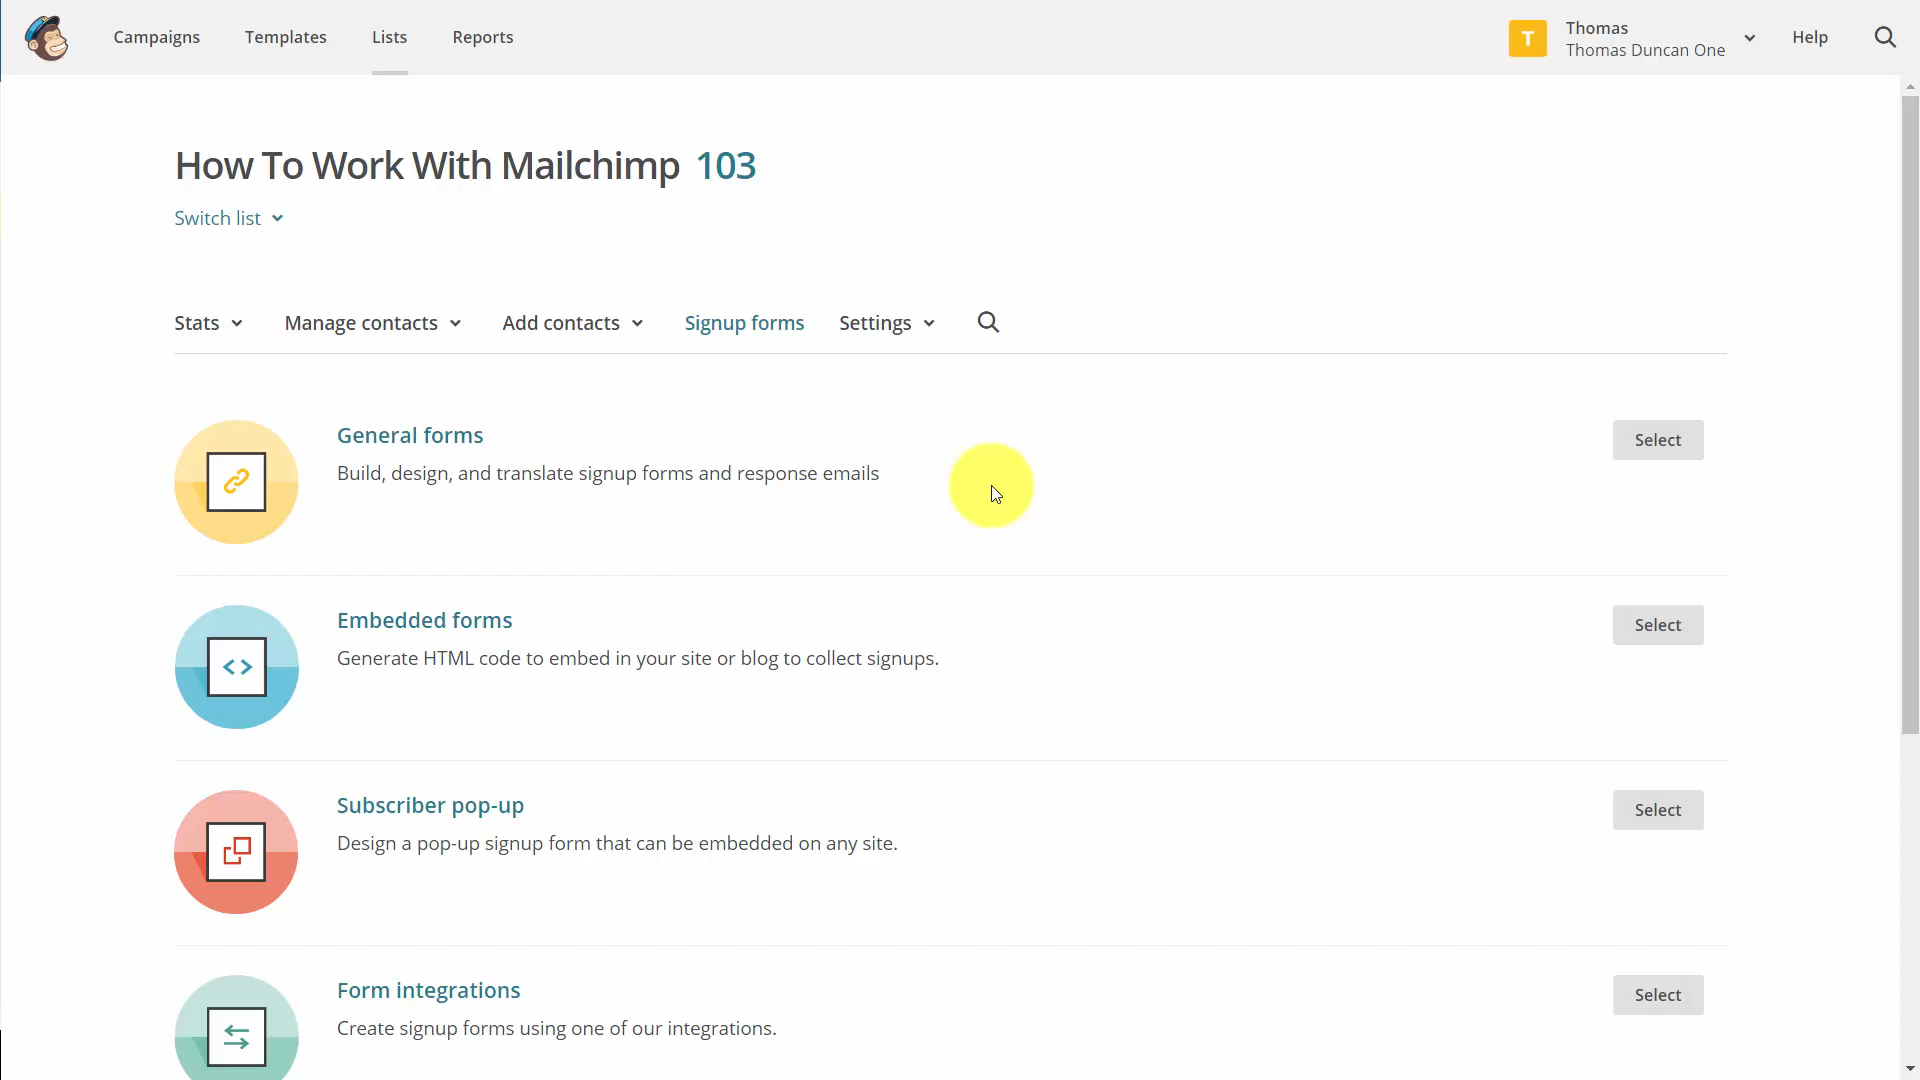 Campaigns Templates Lists Reports
T Thomas
Thomas Duncan One
Help
How To Work With Mailchimp 103
Switch list
Stats Manage contacts Add contacts Signup forms Settings
General forms
Build, design, and translate signup forms and response emails
Select
Embedded forms
Generate HTML code to embed in your site or blog to collect signups.
Select
Subscriber pop-up
Design a pop-up signup form that can be embedded on any site.
Select
Form integrations
Create signup forms using one of our integrations.
Select